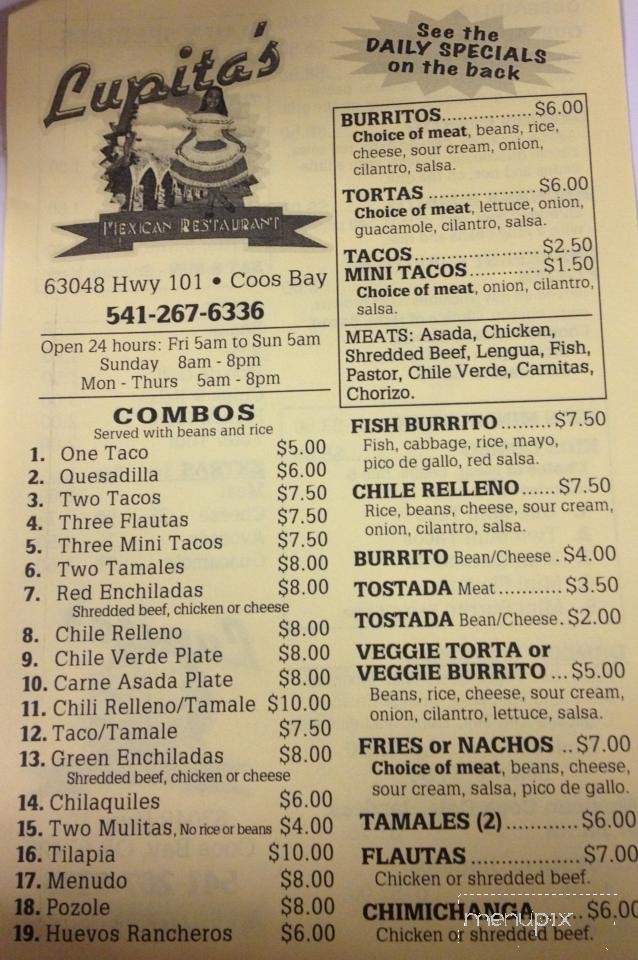 Lupita's
MEXICAN RESTAURANT
63048 Hwy 101 • Coos Bay
541-267-6336
Open 24 hours: Fri 5am to Sun 5am
Sunday 8am - 8pm
Mon - Thurs 5am - 8pm
COMBOS
Served with beans and rice
1. One Taco $5.00
2. Quesadilla $6.00
3. Two Tacos $7.50
4. Three Flautas $7.50
5. Three Mini Tacos $7.50
6. Two Tamales $8.00
7. Red Enchiladas $8.00
Shredded beef, chicken or cheese
8. Chile Relleno $8.00
9. Chile Verde Plate $8.00
10. Carne Asada Plate $8.00
11. Chili Relleno/Tamale $10.00
12. Taco/Tamale $7.50
13. Green Enchiladas $8.00
Shredded beef, chicken or cheese
14. Chilaquiles $6.00
15. Two Mulitas, No rice or beans $4.00
16. Tilapia $10.00
17. Menudo $8.00
18. Pozole $8.00
19. Huevos Rancheros $6.00
See the
DAILY SPECIALS
on the back
BURRITOS................ $6.00
Choice of meat, beans, rice,
cheese, sour cream, onion,
cilantro, salsa.
TORTAS ................... $6.00
Choice of meat, lettuce, onion,
guacamole, cilantro, salsa.
TACOS...................... $2.50
MINI TACOS............ $1.50
Choice of meat, onion, cilantro,
salsa.
MEATS: Asada, Chicken,
Shredded Beef, Lengua, Fish,
Pastor, Chile Verde, Carnitas,
Chorizo.
FISH BURRITO ......... $7.50
Fish, cabbage, rice, mayo,
pico de gallo, red salsa.
CHILE RELLENO...... $7.50
Rice, beans, cheese, sour cream,
onion, cilantro, salsa.
BURRITO Bean/Cheese . $4.00
TOSTADA Meat ........... $3.50
TOSTADA Bean/Cheese. $2.00
VEGGIE TORTA or
VEGGIE BURRITO ... $5.00
Beans, rice, cheese, sour cream,
onion, cilantro, lettuce, salsa.
FRIES or NACHOS .. $7.00
Choice of meat, beans, cheese,
sour cream, salsa, pico de gallo.
TAMALES (2)............ $6.00
FLAUTAS .................. $7.00
Chicken or shredded beef.
CHIMICHANGA ........ $6.00
Chicken or shredded beef.
menupix